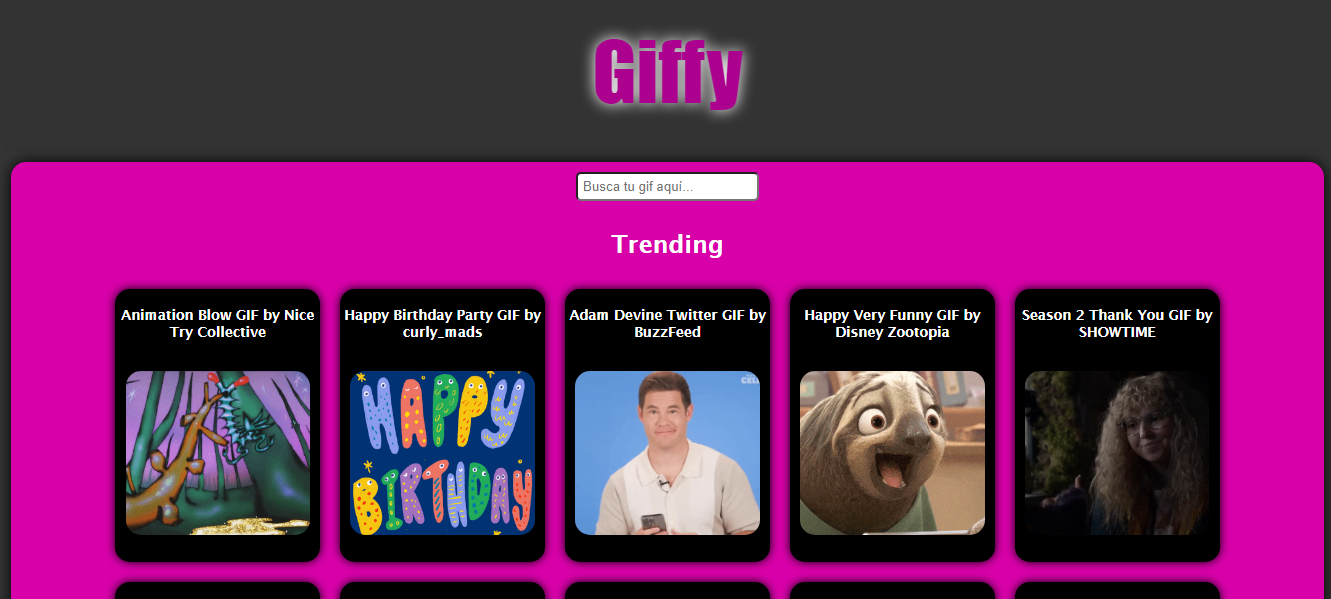 Giffy
Busca tu gif aquí...
Trending
Animation Blow GIF by Nice
Try Collective
Happy Birthday Party GIF by
curly_mads
Adam Devine Twitter GIF by
BuzzFeed
Happy Very Funny GIF by
Disney Zootopia
Season 2 Thank You GIF by
SHOWTIME
HAPPY
BIRTHDAY